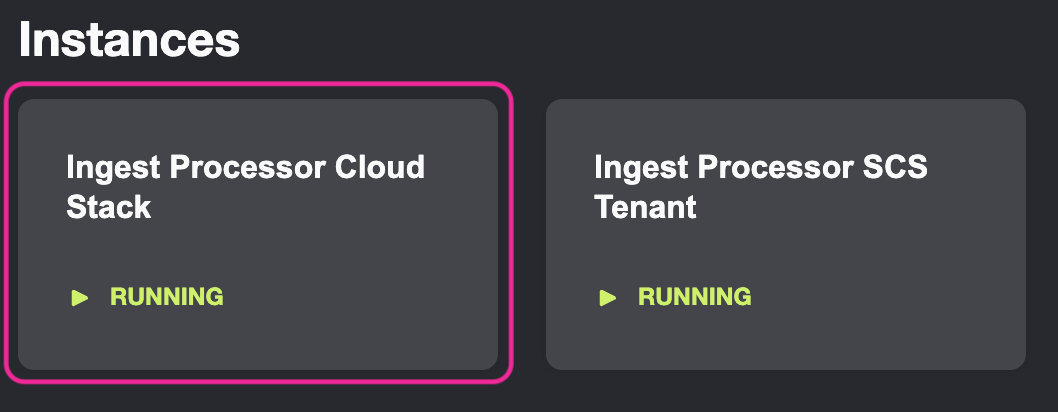 Instances
Ingest Processor Cloud
Stack
RUNNING
Ingest Processor SCS
Tenant
RUNNING